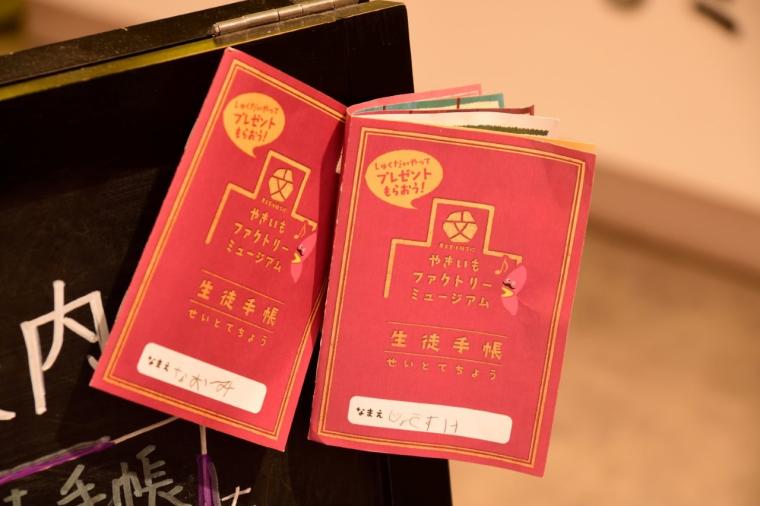 しゅくだいやって
プレゼント
もらおう!
文
やきいも
ファクトリー
ミュージアム
生徒手帳
せいとてちょう
なまえ
しゅくだいやって
プレゼント
もらおう!
文
やきいも
ファクトリー
ミュージアム
生徒手帳
せいとてちょう
なまえ
内
手帳は